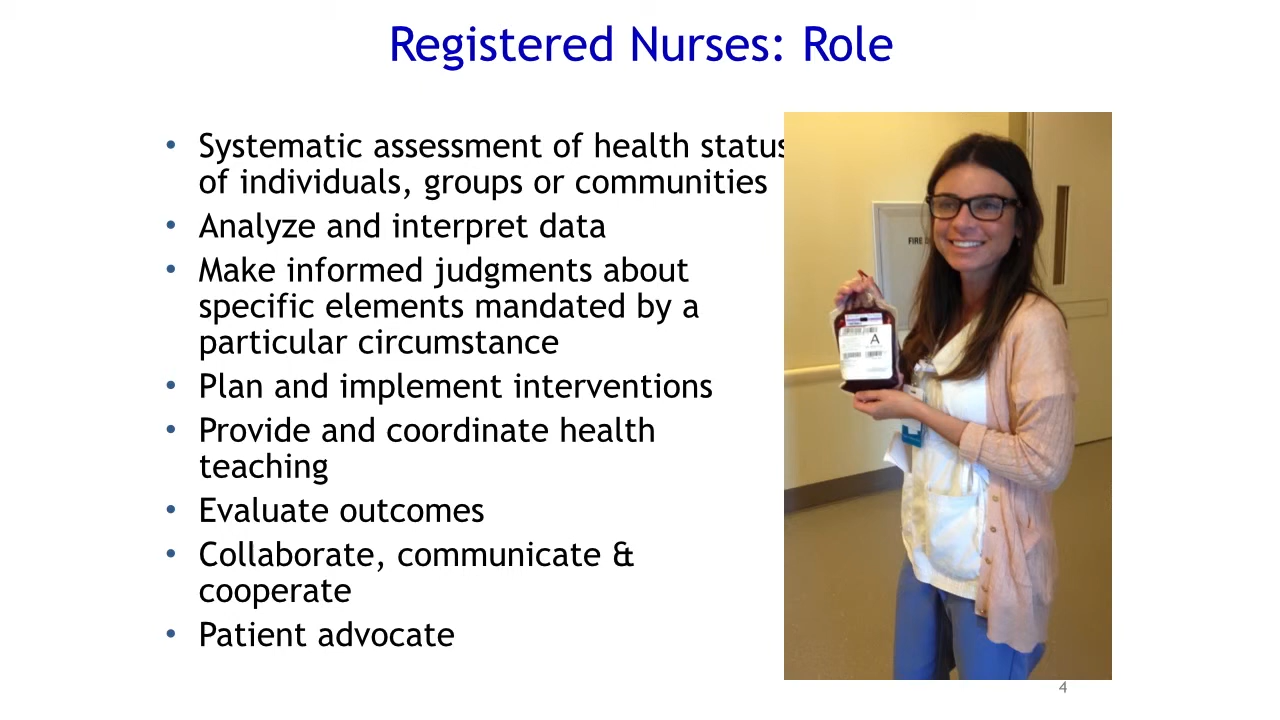 Registered Nurses: Role
• Systematic assessment of health status
of individuals, groups or communities
• Analyze and interpret data
• Make informed judgments about
specific elements mandated by a
particular circumstance
• Plan and implement interventions
• Provide and coordinate health
teaching
• Evaluate outcomes
• Collaborate, communicate &
cooperate
• Patient advocate
FIRE
A
4